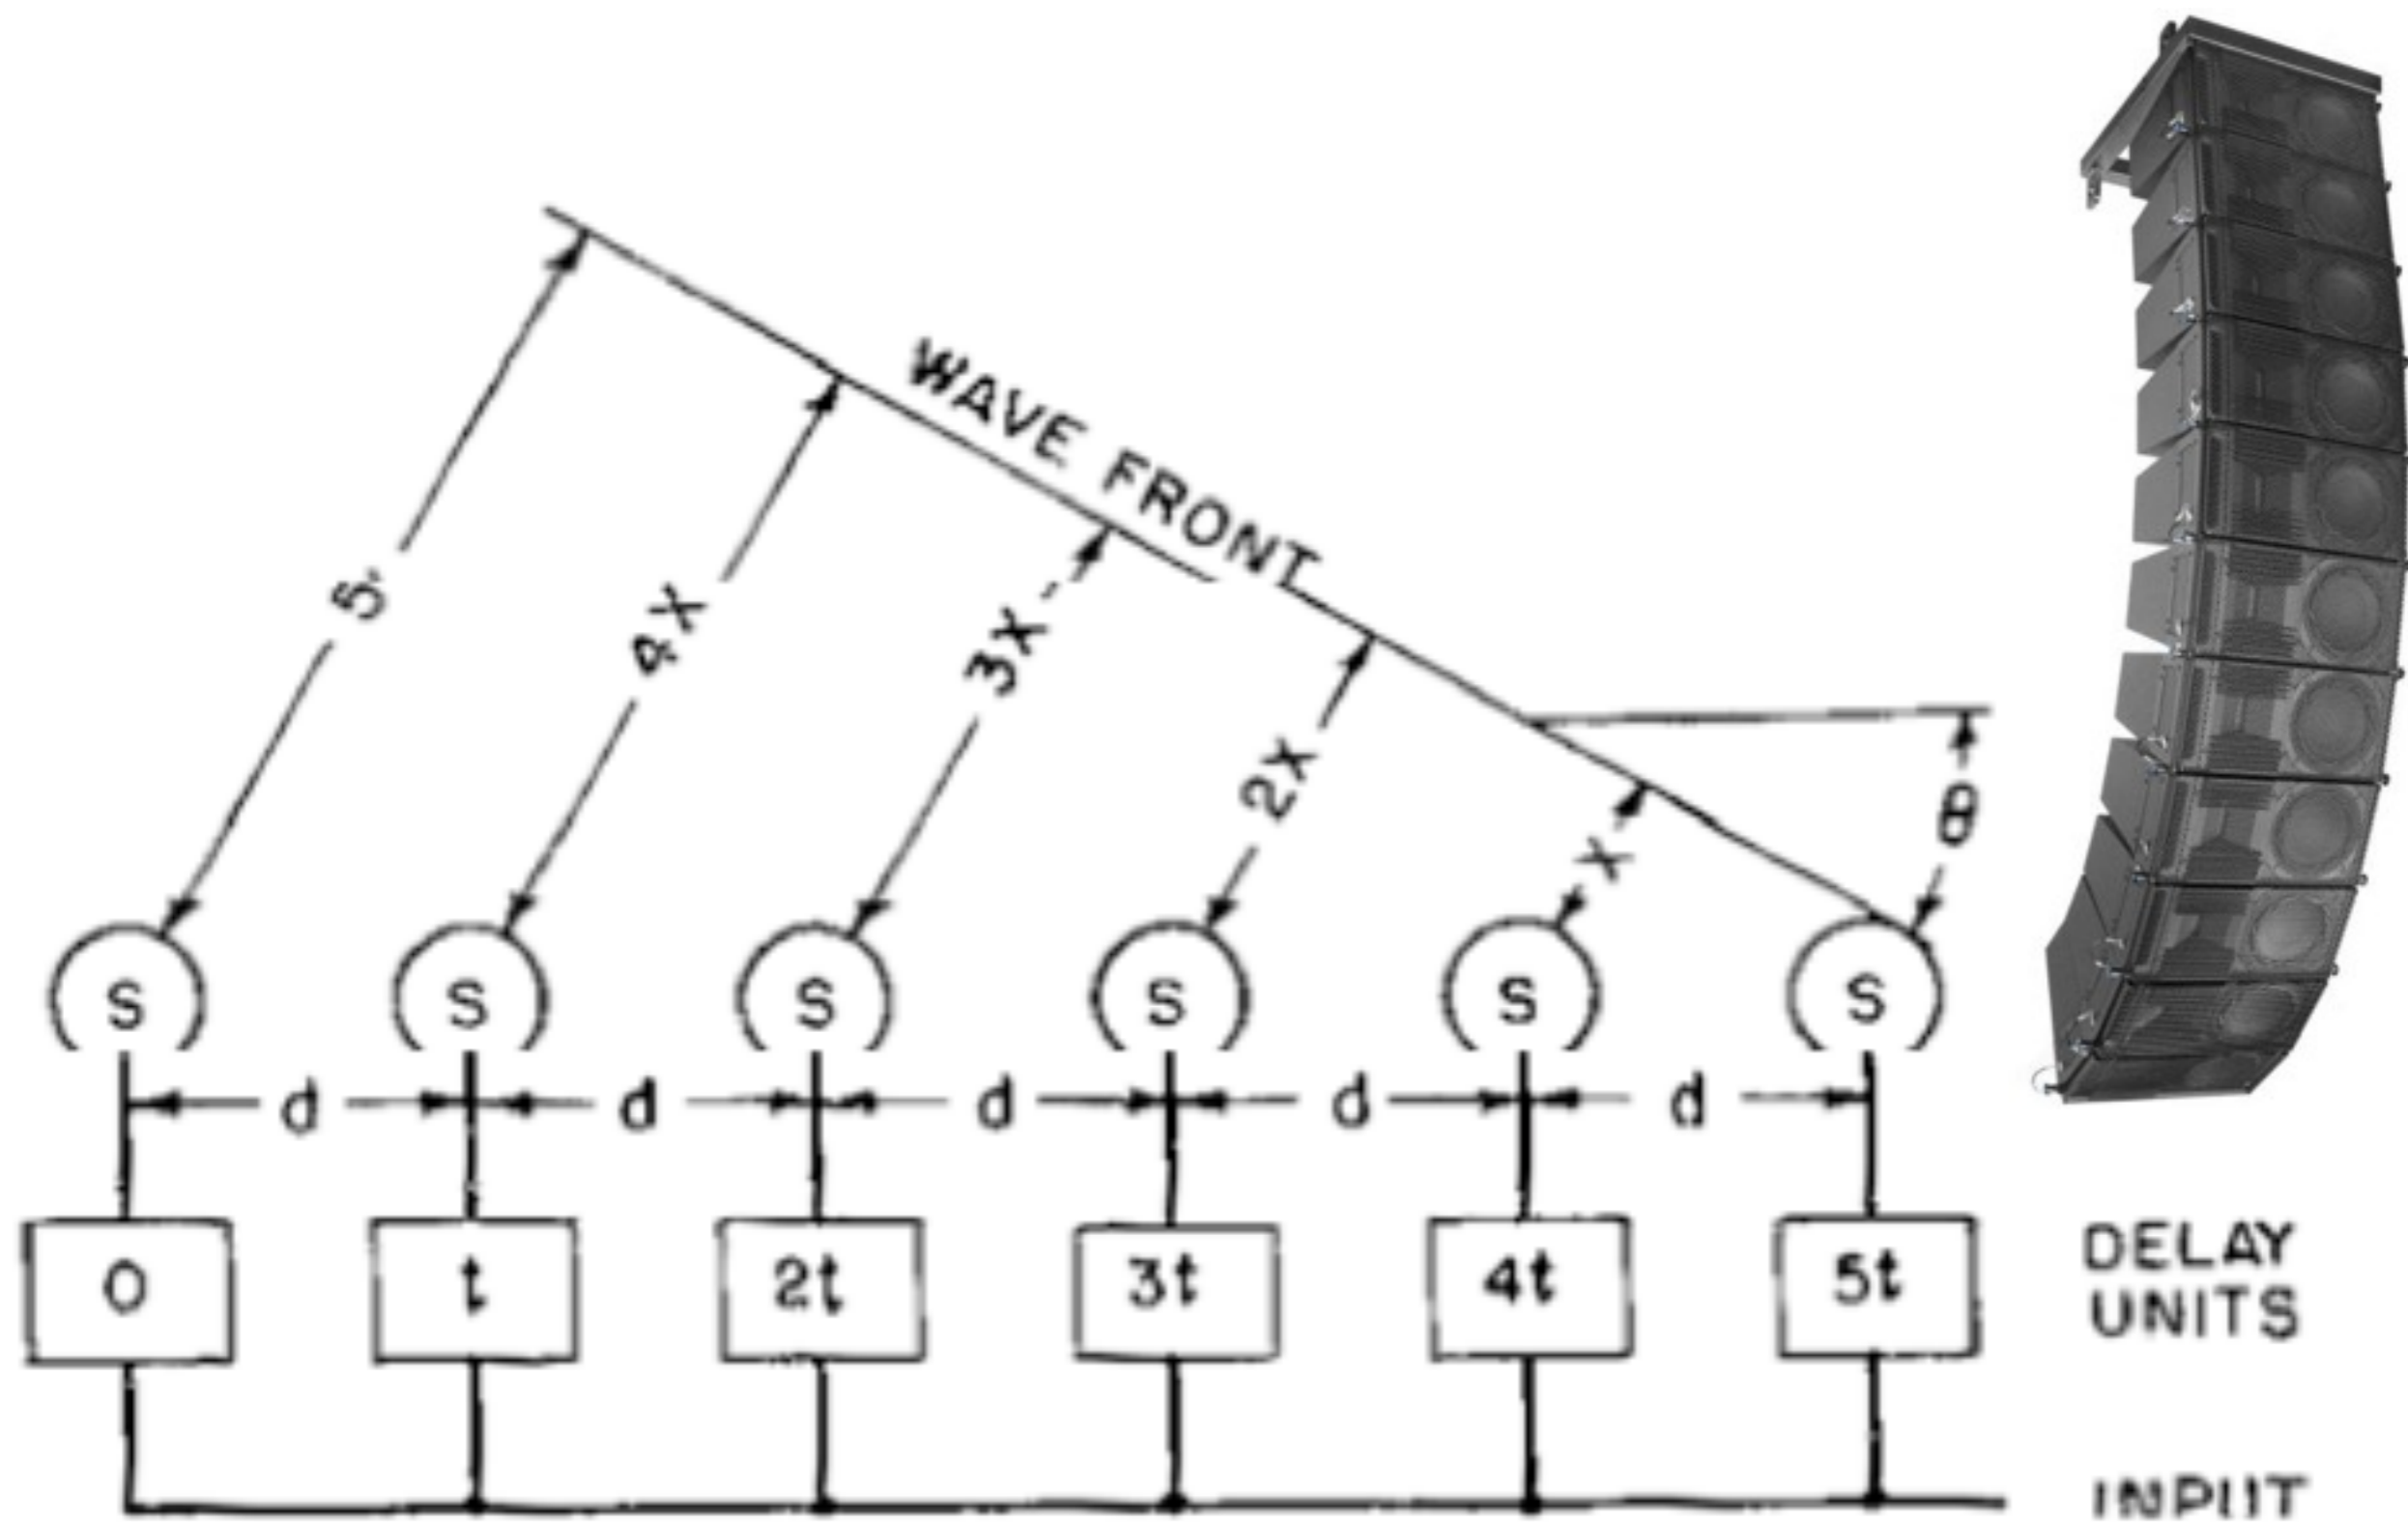 WAVE FRONT
5
4X
3X
2X
X
θ
S S S S S S
d d d d d
0 t 2t 3t 4t 5t
DELAY
UNITS
INPUT